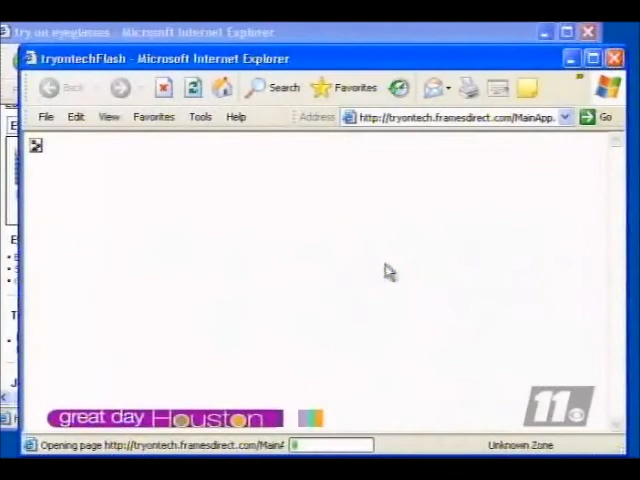 try on eyeglasses - Microsoft Internet Explorer
tryontechFlash - Microsoft Internet Explorer
Back Search Favorites
File Edit View Favorites Tools Help Address http://tryontech.framesdirect.com/MainApp. Go
great day Houston
11
Opening page http://tryontech.framesdirect.com/Main Unknown Zone